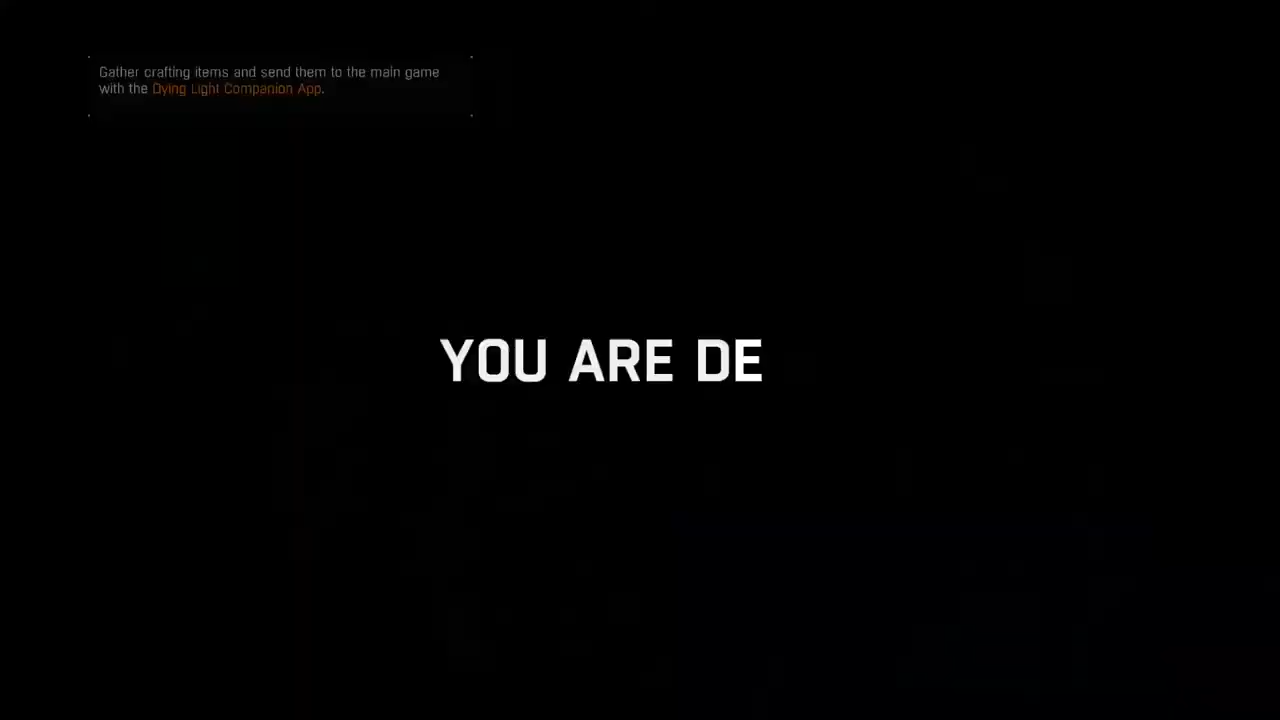 Gather crafting items and send them to the main game
with the Dying Light Companion App.
YOU ARE DE